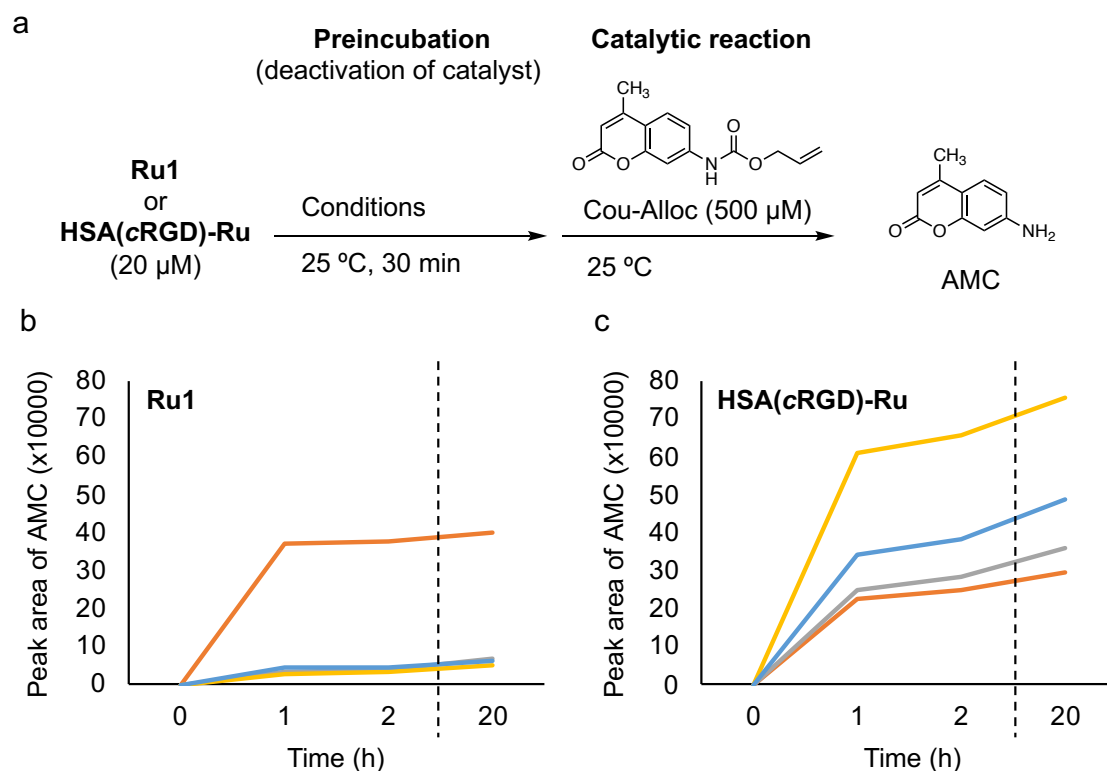 a
Preincubation
(deactivation of catalyst)
Catalytic reaction
Ru1
or
HSA(cRGD)-Ru
(20 µM)
Conditions
25 ºC, 30 min
CH3
O
O
N
H
O
O
Cou-Alloc (500 µM)
25 ºC
CH3
O
O
NH2
AMC
b
Peak area of AMC (x10000)
80
70
60
50
40
30
20
10
0
Ru1
0 1 2 20
Time (h)
c
Peak area of AMC (x10000)
80
70
60
50
40
30
20
10
0
HSA(cRGD)-Ru
0 1 2 20
Time (h)